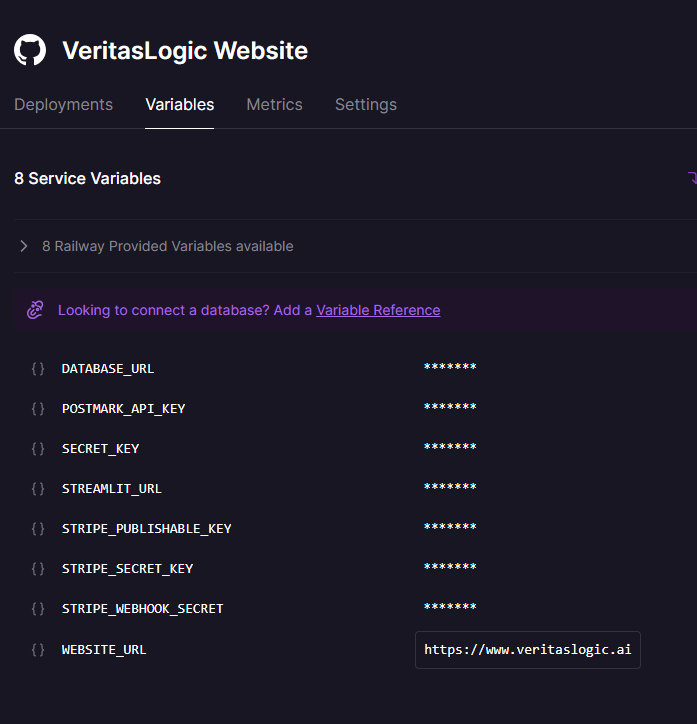 VeritasLogic Website
Deployments Variables Metrics Settings
8 Service Variables
8 Railway Provided Variables available
Looking to connect a database? Add a Variable Reference
{} DATABASE_URL *******
{} POSTMARK_API_KEY *******
{} SECRET_KEY *******
{} STREAMLIT_URL *******
{} STRIPE_PUBLISHABLE_KEY *******
{} STRIPE_SECRET_KEY *******
{} STRIPE_WEBHOOK_SECRET *******
{} WEBSITE_URL https://www.veritaslogic.ai